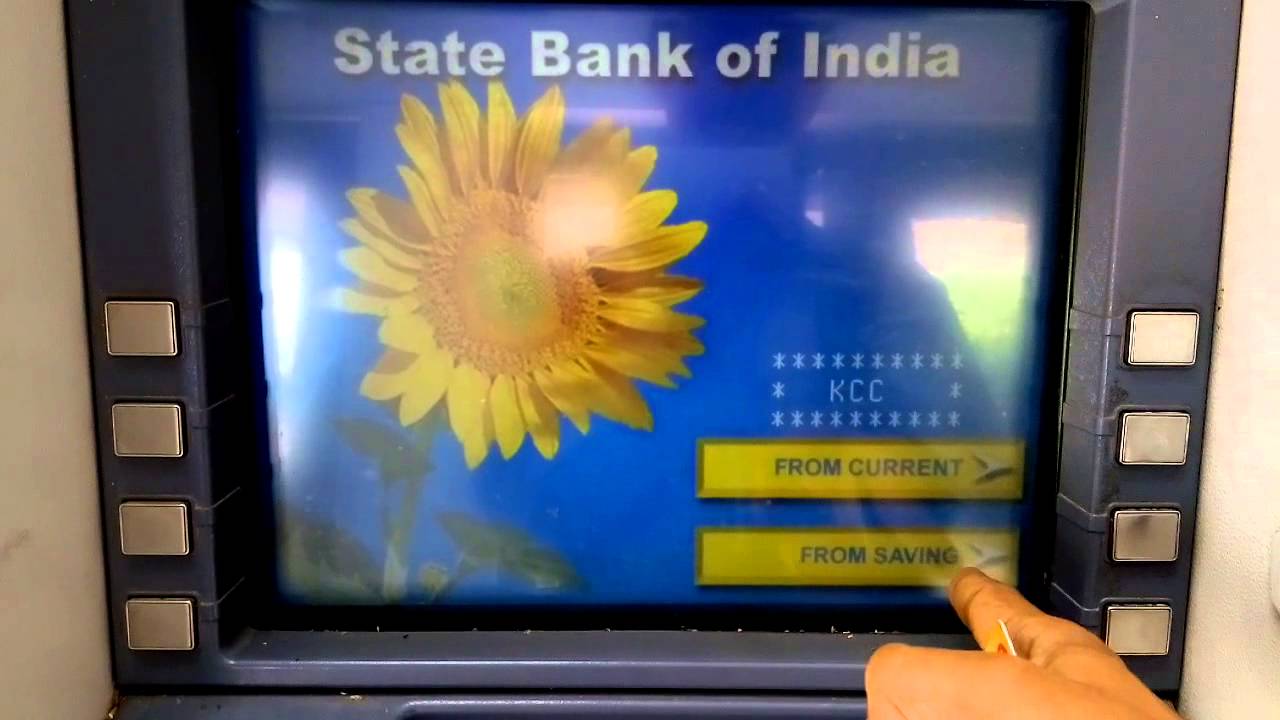 State Bank of India
**********
* KCC *
**********
FROM CURRENT
FROM SAVING